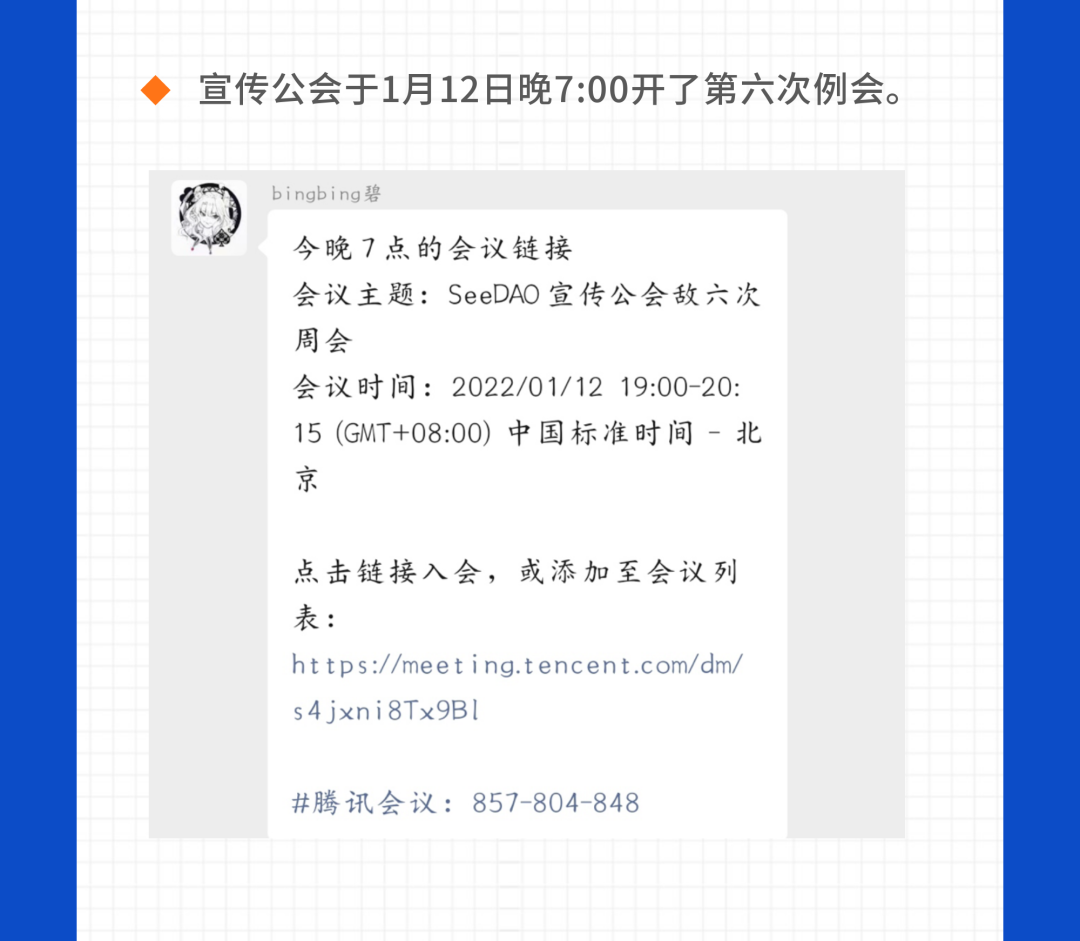 宣传公会于1月12日晚7:00开了第六次例会。
bingbing碧
今晚7点的会议链接
会议主题：SeeDAO宣传公会敌六次
周会
会议时间：2022/01/12 19:00-20:
15 (GMT+08:00) 中国标准时间 - 北
京
点击链接入会，或添加至会议列
表：
https://meeting.tencent.com/dm/
s4jxni8Tx9Bl
#腾讯会议：857-804-848